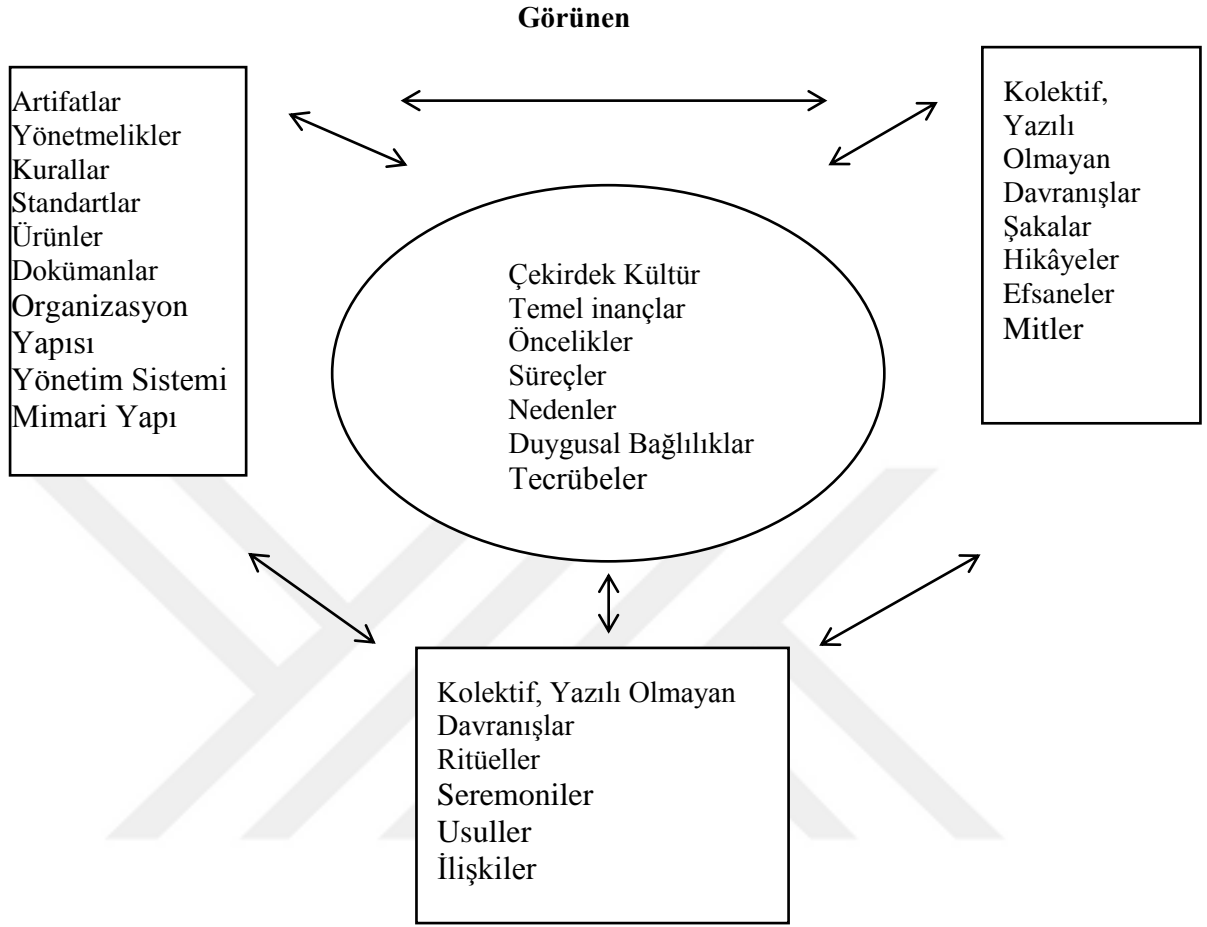 Görünen
Artifatlar
Yönetmelikler
Kurallar
Standartlar
Ürünler
Dokümanlar
Organizasyon
Yapısı
Yönetim Sistemi
Mimari Yapı
Çekirdek Kültür
Temel inançlar
Öncelikler
Süreçler
Nedenler
Duygusal Bağlılıklar
Tecrübeler
Kolektif,
Yazılı
Olmayan
Davranışlar
Şakalar
Hikâyeler
Efsaneler
Mitler
Kolektif, Yazılı Olmayan
Davranışlar
Ritüeller
Seremoniler
Usuller
İlişkiler